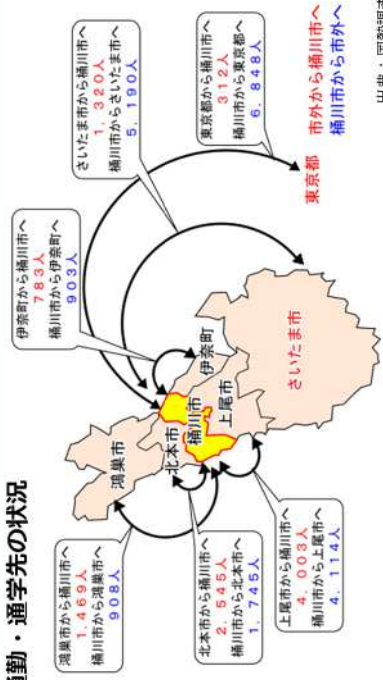 通勤・通学先の状況
鴻巣市から桶川市へ
1,469人
桶川市から鴻巣市へ
908人
北本市から桶川市へ
2,545人
桶川市から北本市へ
1,745人
上尾市から桶川市へ
4,003人
桶川市から上尾市へ
4,114人
伊奈町から桶川市へ
783人
桶川市から伊奈町へ
903人
さいたま市から桶川市へ
1,320人
桶川市からさいたま市へ
5,190人
東京都から桶川市へ
312人
桶川市から東京都へ
6,848人
鴻巣市
北本市
桶川市
伊奈町
上尾市
さいたま市
東京都
市外から桶川市へ
桶川市から市外へ